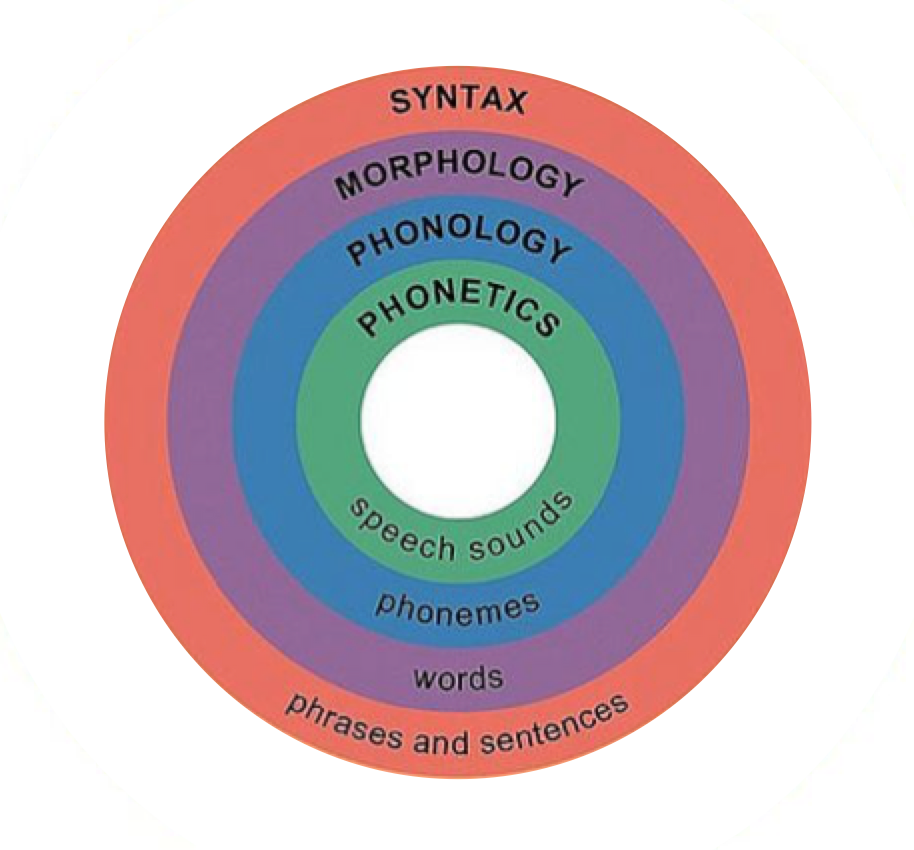 SYNTAX
MORPHOLOGY
PHONOLOGY
PHONETICS
speech sounds
phonemes
words
phrases and sentences